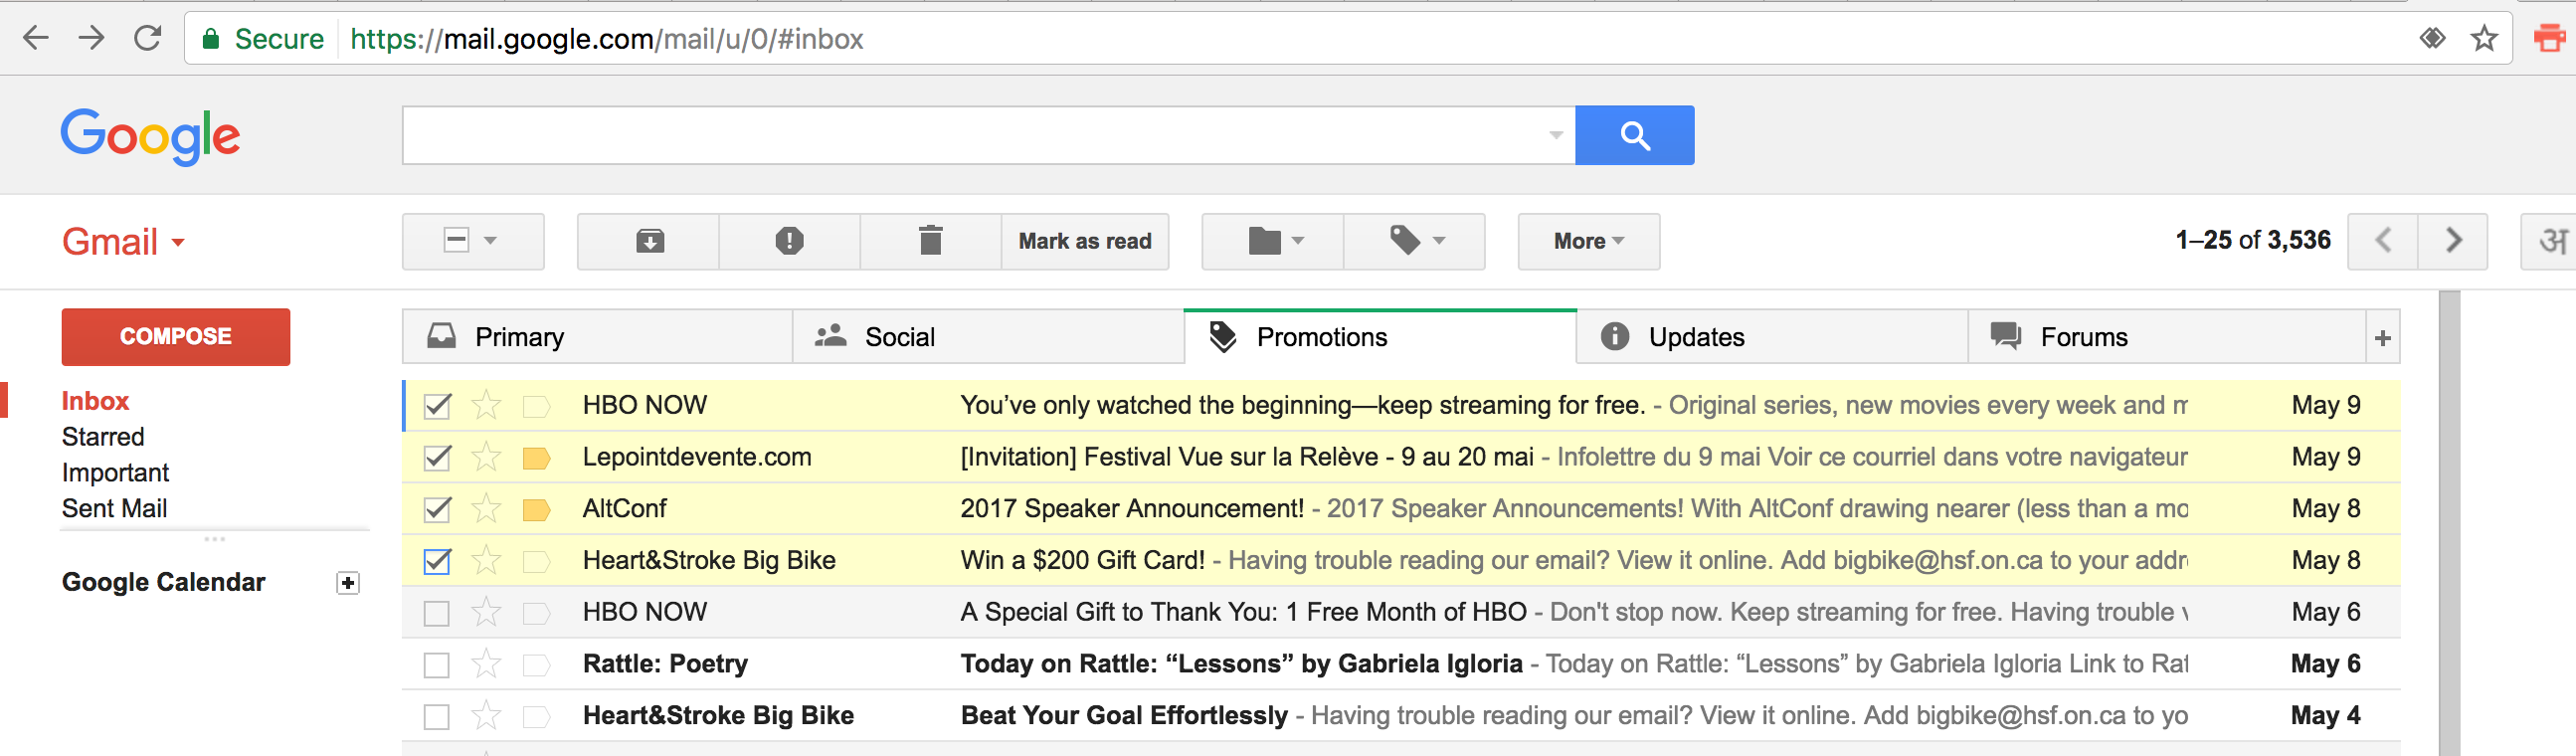 Secure https://mail.google.com/mail/u/0/#inbox
Google
Gmail Mark as read More 1–25 of 3,536 अ
COMPOSE
Inbox
Starred
Important
Sent Mail
Google Calendar
Primary Social Promotions Updates Forums
HBO NOW You’ve only watched the beginning—keep streaming for free. - Original series, new movies every week and May 9
Lepointdevente.com [Invitation] Festival Vue sur la Relève - 9 au 20 mai - Infolettre du 9 mai Voir ce courriel dans votre navigateur May 9
AltConf 2017 Speaker Announcement! - 2017 Speaker Announcements! With AltConf drawing nearer (less than a mo May 8
Heart&Stroke Big Bike Win a $200 Gift Card! - Having trouble reading our email? View it online. Add bigbike@hsf.on.ca to your addr May 8
HBO NOW A Special Gift to Thank You: 1 Free Month of HBO - Don't stop now. Keep streaming for free. Having trouble May 6
Rattle: Poetry Today on Rattle: “Lessons” by Gabriela Igloria - Today on Rattle: “Lessons” by Gabriela Igloria Link to Rat May 6
Heart&Stroke Big Bike Beat Your Goal Effortlessly - Having trouble reading our email? View it online. Add bigbike@hsf.on.ca to yo May 4